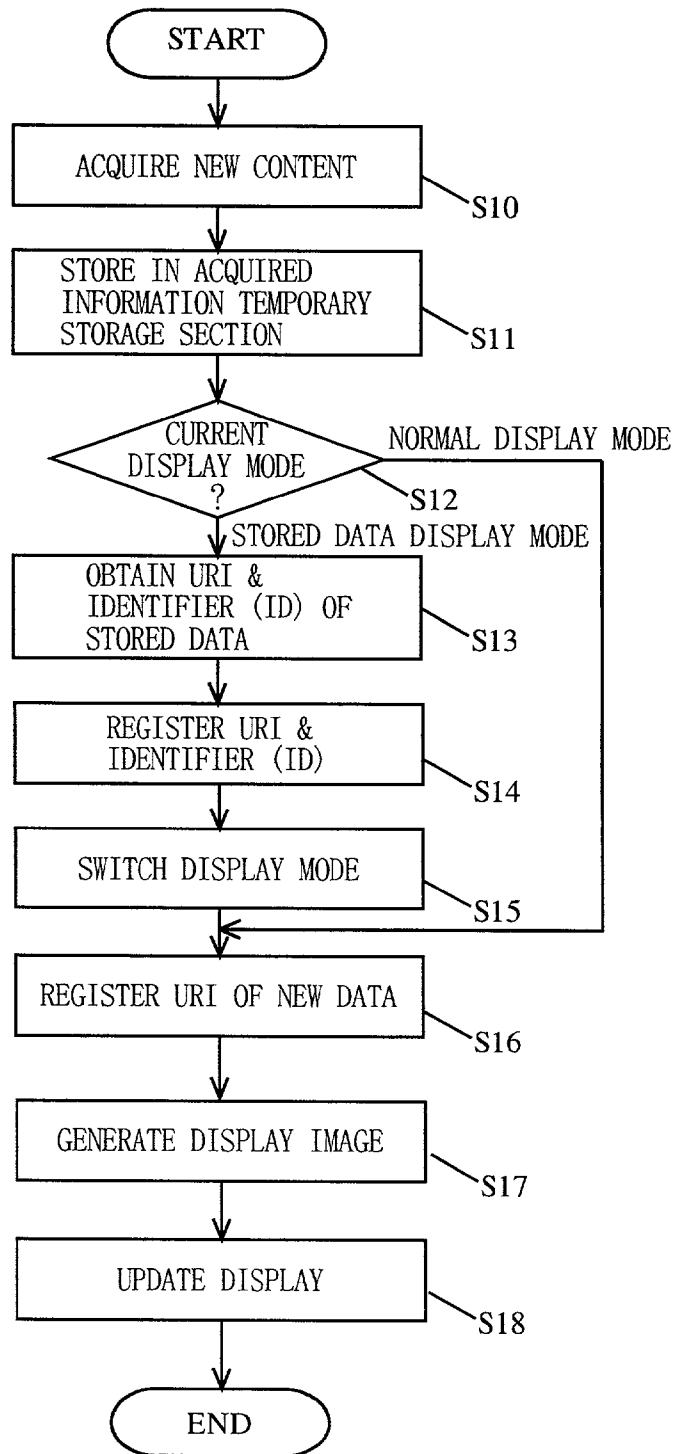 START
ACQUIRE NEW CONTENT
S10
STORE IN ACQUIRED
INFORMATION TEMPORARY
STORAGE SECTION
S11
CURRENT
DISPLAY MODE
?
NORMAL DISPLAY MODE
S12
STORED DATA DISPLAY MODE
OBTAIN URI &
IDENTIFIER (ID) OF
STORED DATA
S13
REGISTER URI &
IDENTIFIER (ID)
S14
SWITCH DISPLAY MODE
S15
REGISTER URI OF NEW DATA
S16
GENERATE DISPLAY IMAGE
S17
UPDATE DISPLAY
S18
END